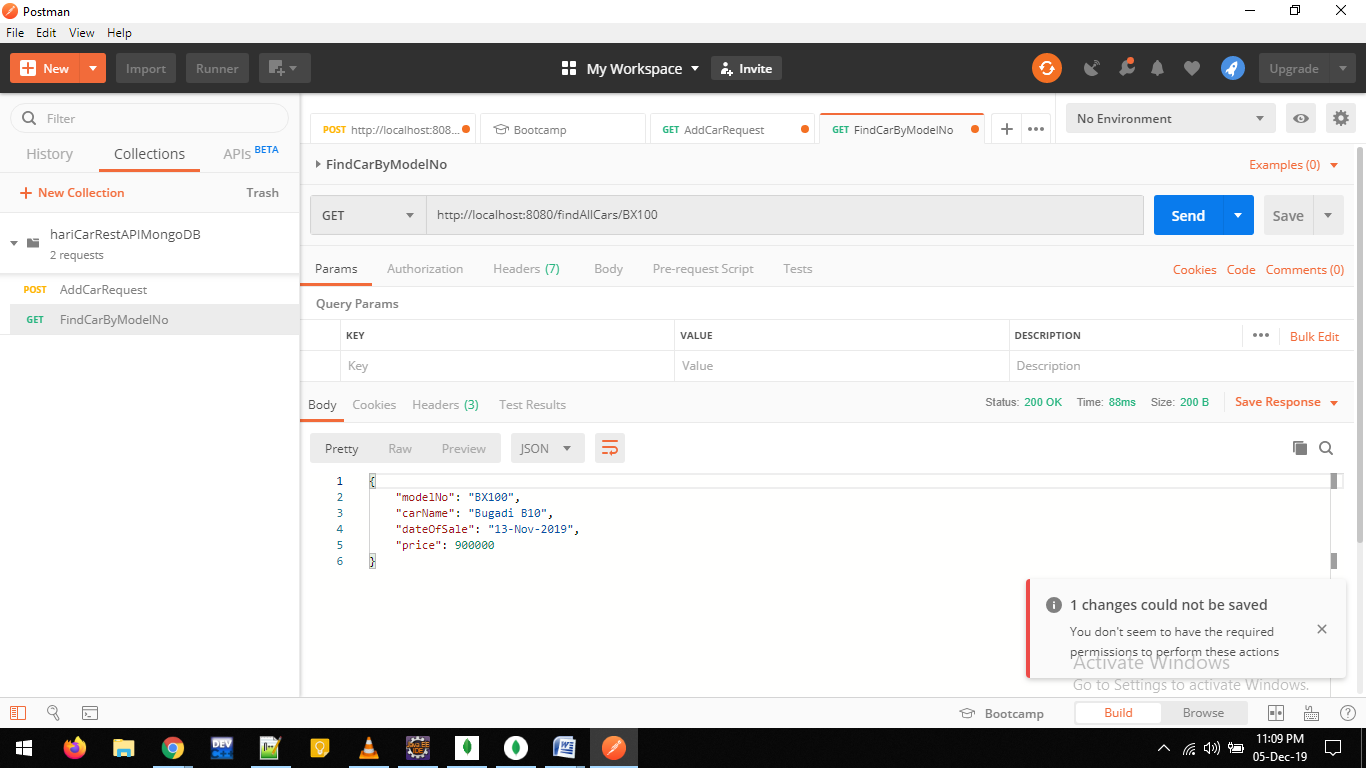 Postman
File Edit View Help
New Import Runner My Workspace Invite Upgrade
Filter
History Collections APIs BETA
New Collection Trash
hariCarRestAPIMongoDB
2 requests
POST AddCarRequest
GET FindCarByModelNo
POST http://localhost:808... Bootcamp GET AddCarRequest GET FindCarByModelNo ••• No Environment
FindCarByModelNo Examples (0)
GET http://localhost:8080/findAllCars/BX100 Send Save
Params Authorization Headers (7) Body Pre-request Script Tests Cookies Code Comments (0)
Query Params
KEY VALUE DESCRIPTION ••• Bulk Edit
Key Value Description
Body Cookies Headers (3) Test Results Status: 200 OK Time: 88ms Size: 200 B Save Response
Pretty Raw Preview JSON
1 {
2 "modelNo": "BX100",
3 "carName": "Bugadi B10",
4 "dateOfSale": "13-Nov-2019",
5 "price": 900000
6 }
1 changes could not be saved
You don't seem to have the required
permissions to perform these actions
Activate Windows
Go to Settings to activate Windows.
Bootcamp Build Browse
11:09 PM
05-Dec-19